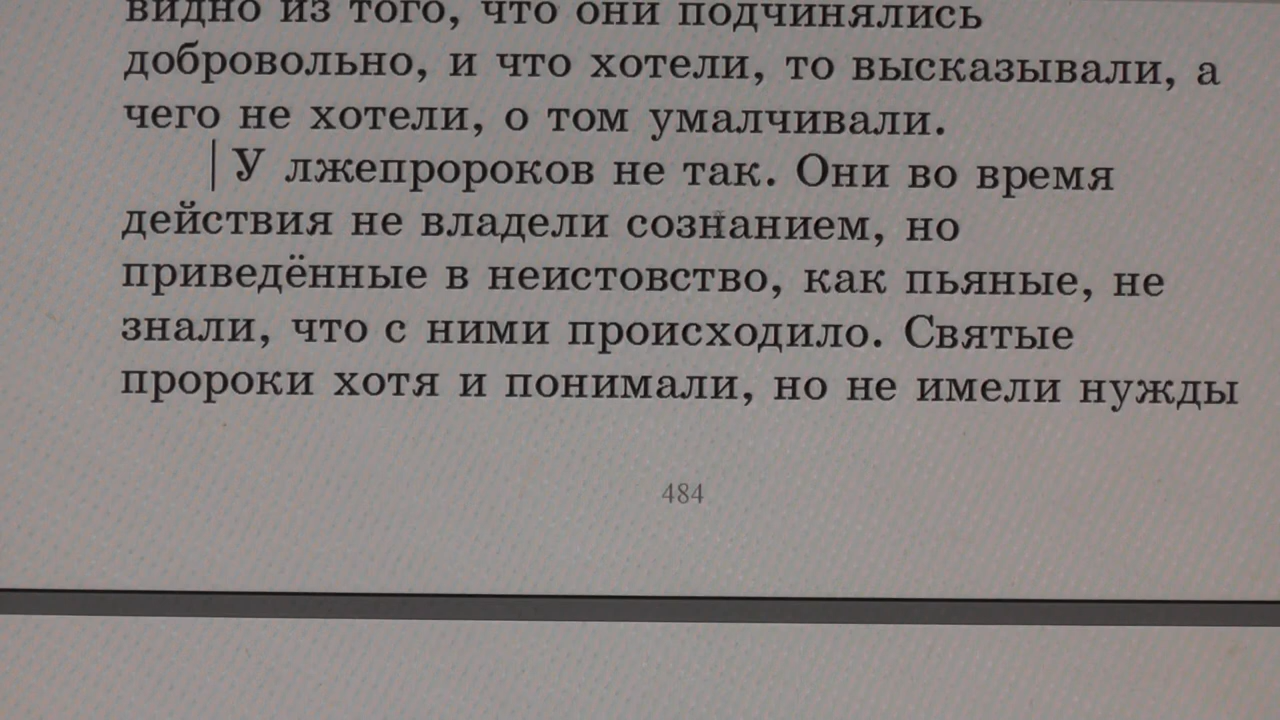 видно из того, что они подчинялись
добровольно, и что хотели, то высказывали, а
чего не хотели, о том умалчивали.
У лжепророков не так. Они во время
действия не владели сознанием, но
приведённые в неистовство, как пьяные, не
знали, что с ними происходило. Святые
пророки хотя и понимали, но не имели нужды
484